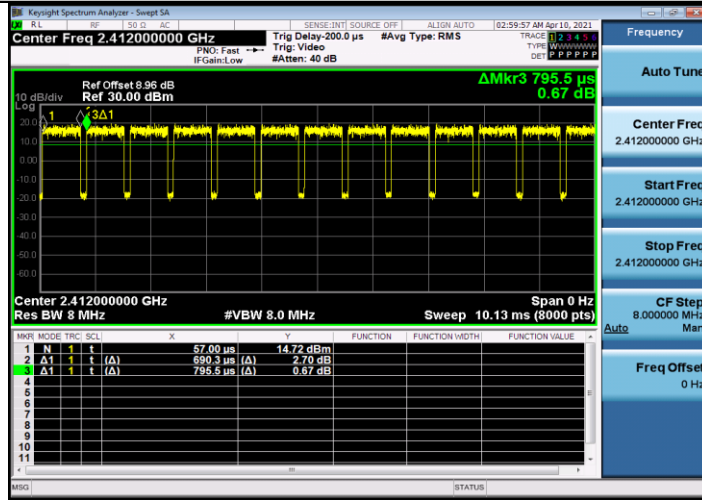 Keysight Spectrum Analyzer - Swept SA
RL RF 50 Ω AC SENSE:INT SOURCE OFF ALIGN AUTO 02:59:57 AM Apr 10, 2021
Center Freq 2.412000000 GHz
PNO: Fast
IFGain:Low
Trig Delay-200.0 µs
Trig: Video
#Atten: 40 dB
#Avg Type: RMS
TRACE 1 2 3 4 5 6
TYPE WWWWWW
DET P P P P P P
ΔMkr3 795.5 µs
0.67 dB
Ref Offset 8.96 dB
10 dB/div Ref 30.00 dBm
Log
20.0
10.0
0.00
-10.0
-20.0
-30.0
-40.0
-50.0
-60.0
1
3Δ1
Center 2.412000000 GHz Span 0 Hz
Res BW 8 MHz #VBW 8.0 MHz Sweep 10.13 ms (8000 pts)
MKR MODE TRC SCL X Y FUNCTION FUNCTION WIDTH FUNCTION VALUE
1 N 1 t 57.00 µs 14.72 dBm
2 Δ1 1 t (Δ) 690.3 µs (Δ) 2.70 dB
3 Δ1 1 t (Δ) 795.5 µs (Δ) 0.67 dB
4
5
6
7
8
9
10
11
MSG STATUS
Frequency
Auto Tune
Center Freq
2.412000000 GHz
Start Freq
2.412000000 GHz
Stop Freq
2.412000000 GHz
CF Step
8.000000 MHz
Auto Man
Freq Offset
0 Hz